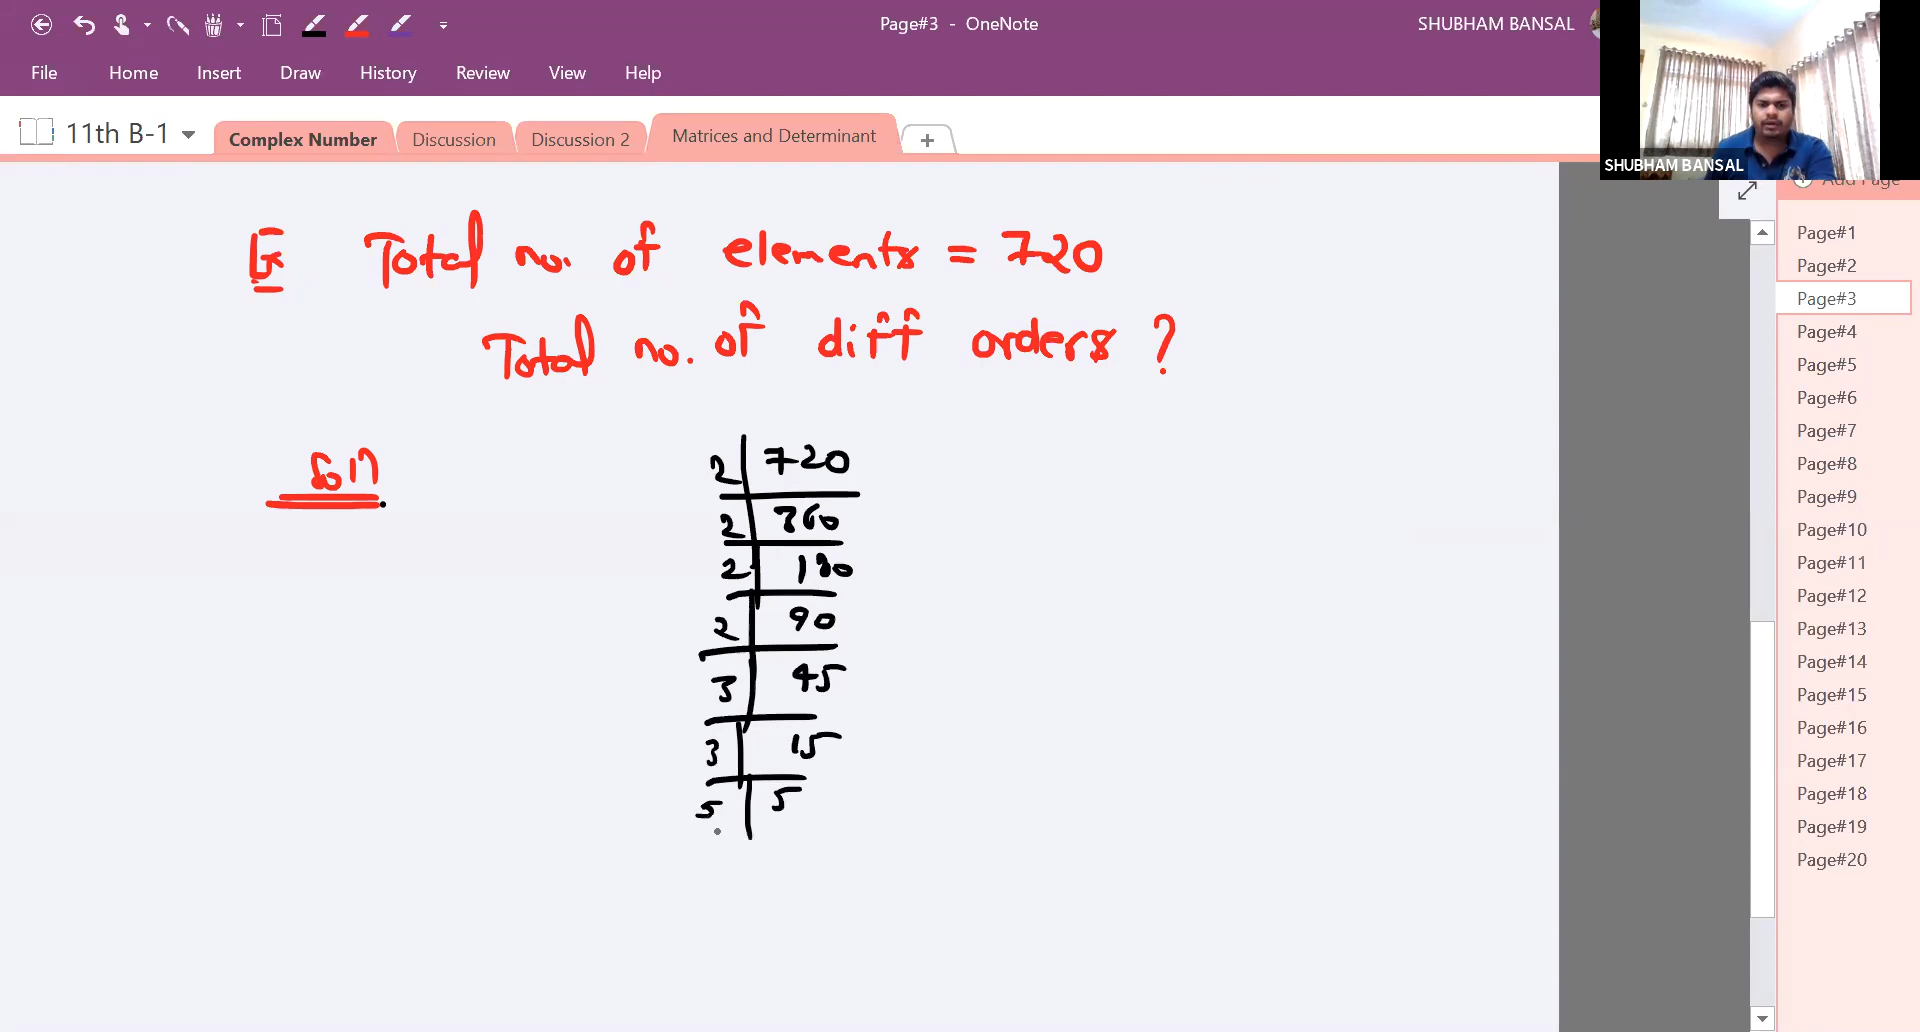 Page#3 - OneNote
SHUBHAM BANSAL
File Home Insert Draw History Review View Help
11th B-1
Complex Number
Discussion
Discussion 2
Matrices and Determinant
+
SHUBHAM BANSAL
Add Page
Ex Total no. of elements = 720
Total no. of diff orders ?
Soln
2 | 720
2 | 360
2 | 180
2 | 90
3 | 45
3 | 15
5 | 5
Page#1
Page#2
Page#3
Page#4
Page#5
Page#6
Page#7
Page#8
Page#9
Page#10
Page#11
Page#12
Page#13
Page#14
Page#15
Page#16
Page#17
Page#18
Page#19
Page#20